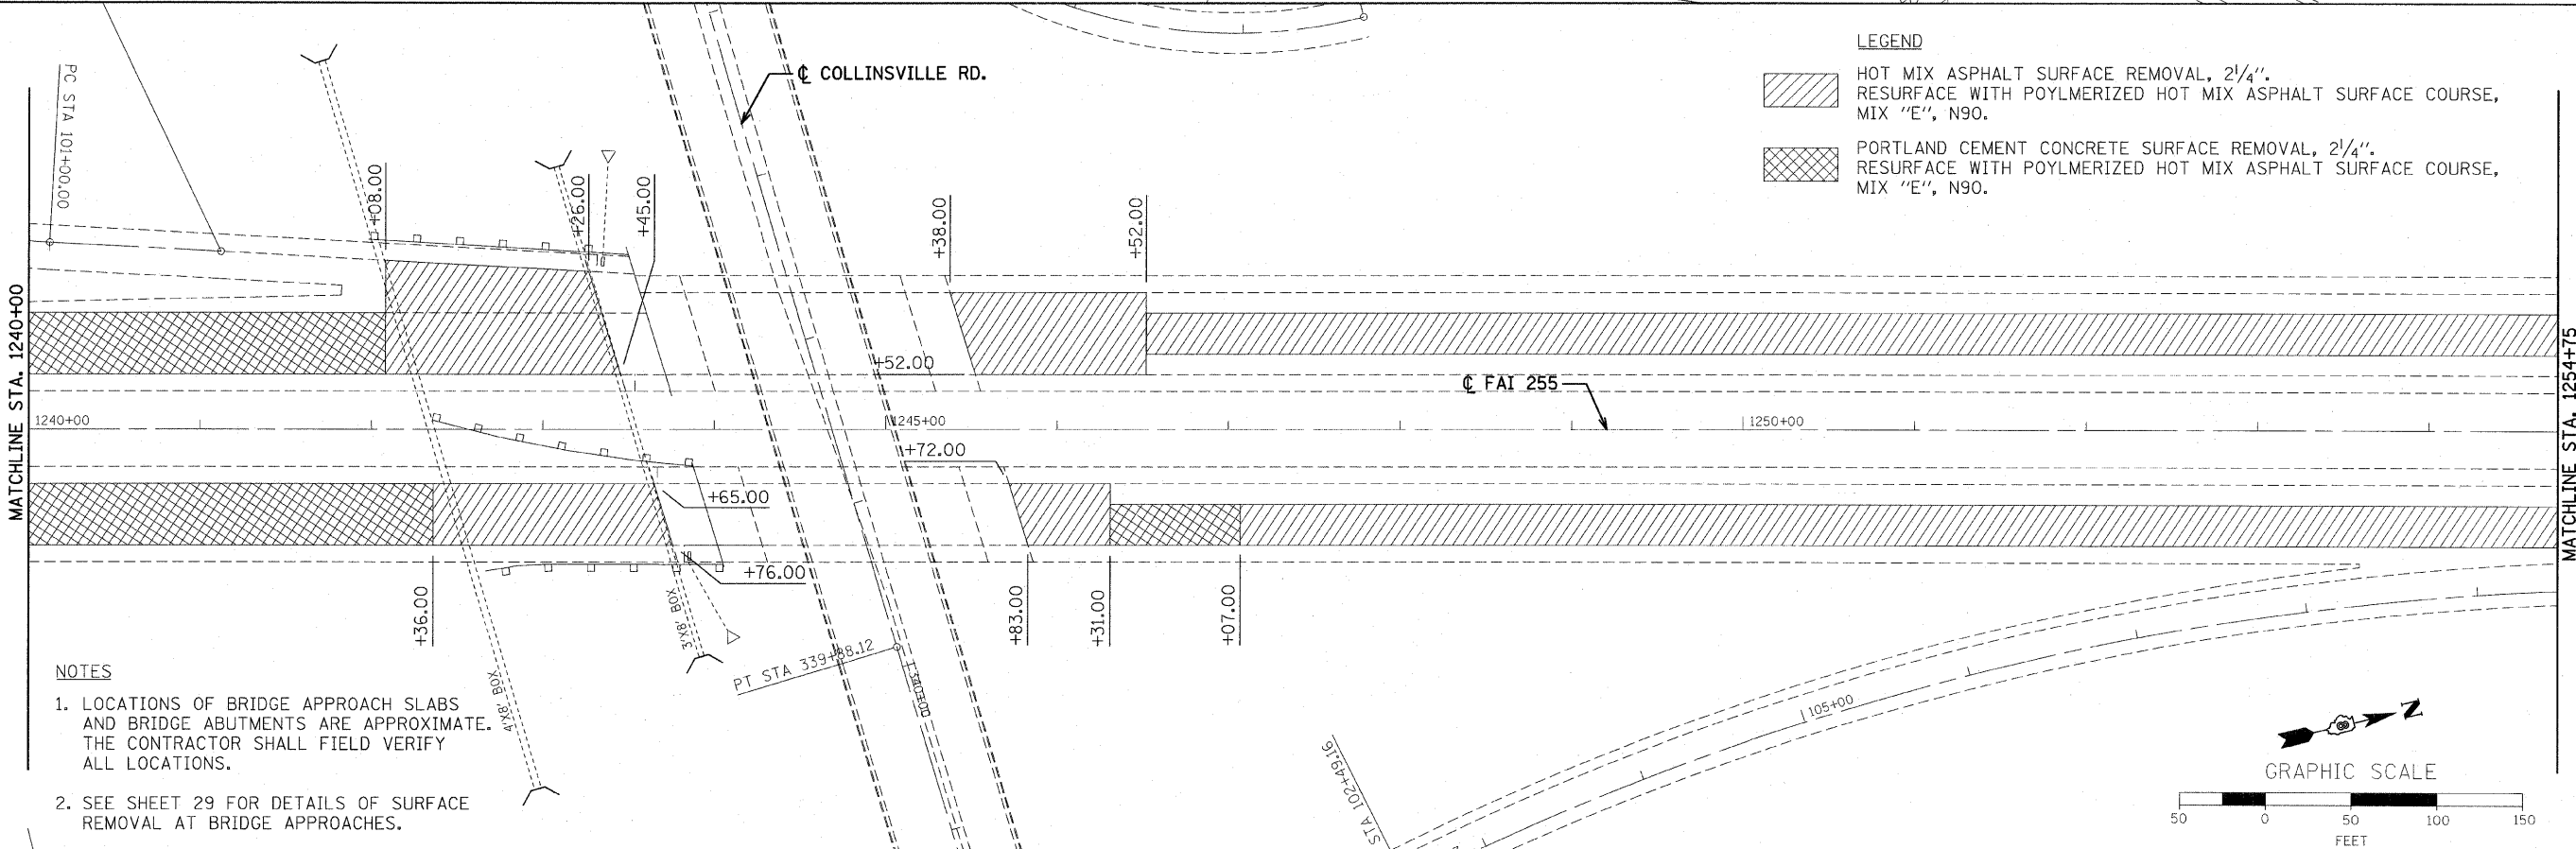 LEGEND
HOT MIX ASPHALT SURFACE REMOVAL, 2¼".
RESURFACE WITH POYLMERIZED HOT MIX ASPHALT SURFACE COURSE,
MIX "E", N90.
PORTLAND CEMENT CONCRETE SURFACE REMOVAL, 2¼".
RESURFACE WITH POYLMERIZED HOT MIX ASPHALT SURFACE COURSE,
MIX "E", N90.
℄ COLLINSVILLE RD.
PC STA 101+00.00
+08.00
+26.00
+45.00
+38.00
+52.00
MATCHLINE STA. 1240+00
MATCHLINE STA. 1254+75
+52.00
℄ FAI 255
1240+00
1245+00
1250+00
+72.00
+65.00
+76.00
+36.00
3'X8' BOX
+83.00
+31.00
+07.00
PT STA 339+88.12
340+00
4'X8' BOX
105+00
STA 102+49.16
NOTES
1. LOCATIONS OF BRIDGE APPROACH SLABS
AND BRIDGE ABUTMENTS ARE APPROXIMATE.
THE CONTRACTOR SHALL FIELD VERIFY
ALL LOCATIONS.
2. SEE SHEET 29 FOR DETAILS OF SURFACE
REMOVAL AT BRIDGE APPROACHES.
N
GRAPHIC SCALE
50 0 50 100 150
FEET